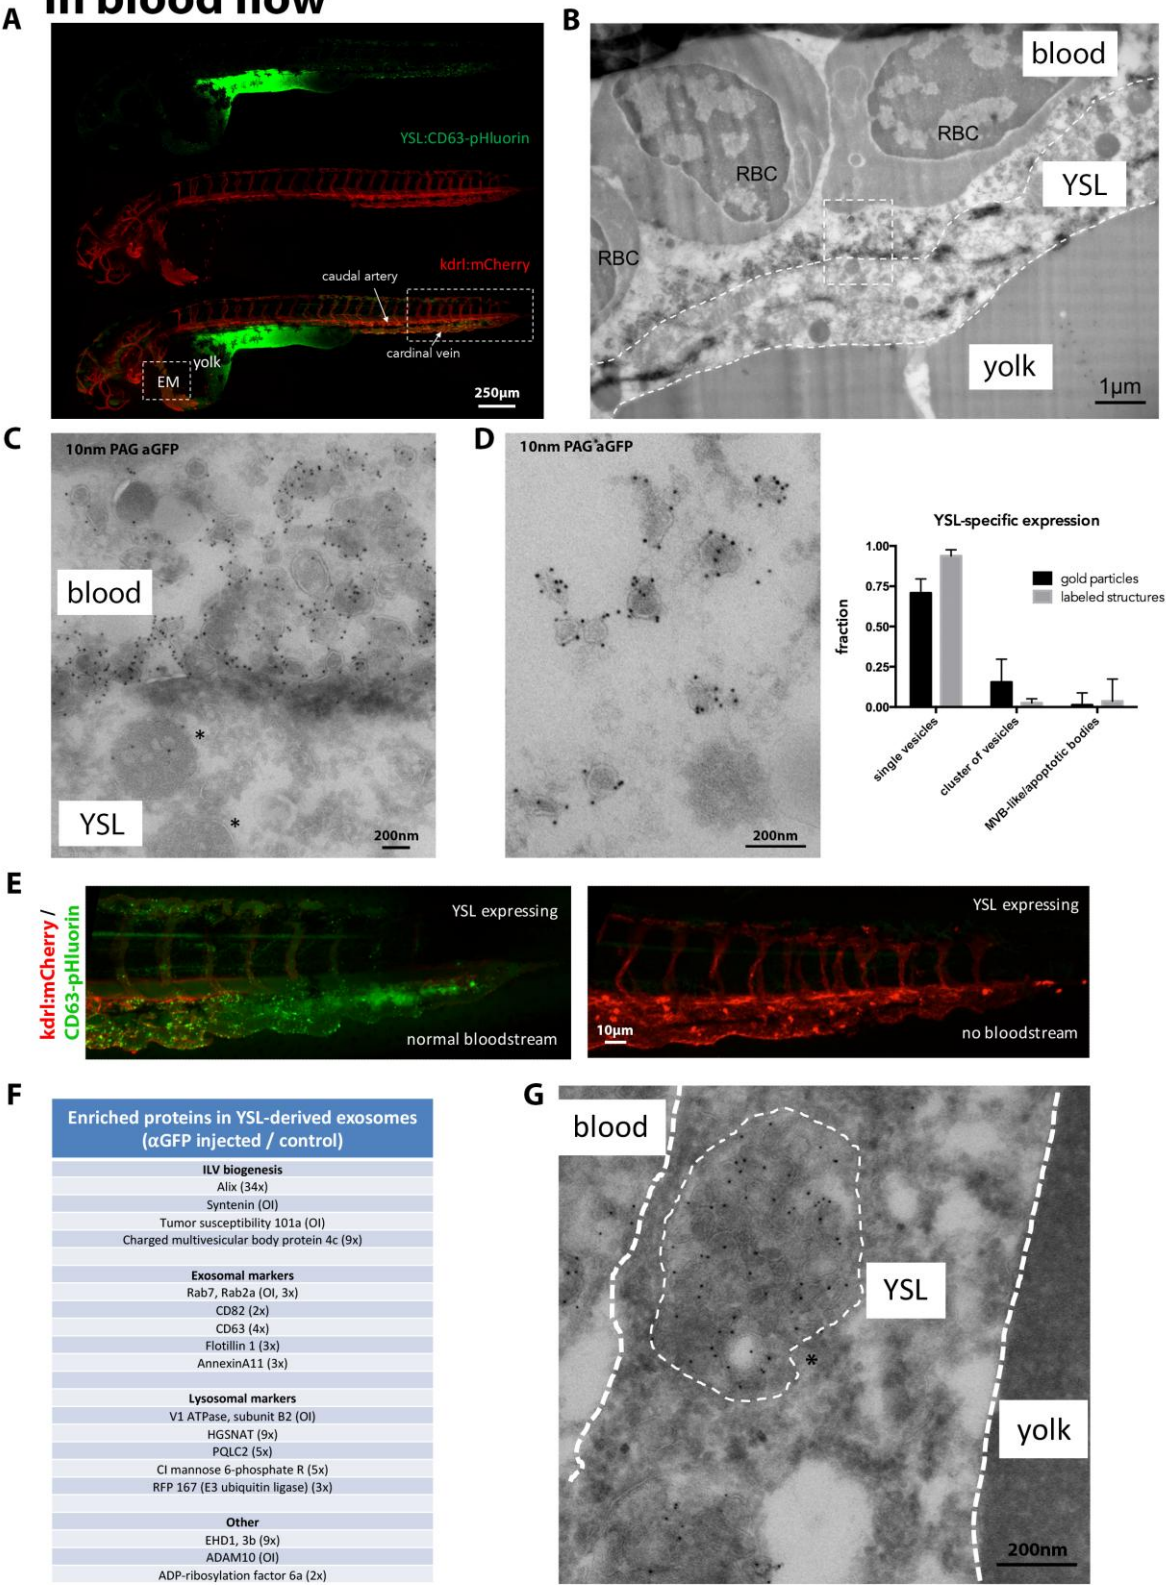 in blood flow
A
YSL:CD63-pHluorin
kdrl:mCherry
caudal artery
cardinal vein
yolk
EM
250µm
B
blood
RBC
RBC
RBC
YSL
yolk
1µm
C
10nm PAG aGFP
blood
*
YSL
*
200nm
D
10nm PAG aGFP
200nm
YSL-specific expression
fraction
1.00
0.75
0.50
0.25
0.00
gold particles
labeled structures
single vesicles
cluster of vesicles
MVB-like/apoptotic bodies
E
kdrl:mCherry /
CD63-pHluorin
YSL expressing
normal bloodstream
YSL expressing
10µm
no bloodstream
F
Enriched proteins in YSL-derived exosomes
(αGFP injected / control)
ILV biogenesis
Alix (34x)
Syntenin (OI)
Tumor susceptibility 101a (OI)
Charged multivesicular body protein 4c (9x)
Exosomal markers
Rab7, Rab2a (OI, 3x)
CD82 (2x)
CD63 (4x)
Flotillin 1 (3x)
AnnexinA11 (3x)
Lysosomal markers
V1 ATPase, subunit B2 (OI)
HGSNAT (9x)
PQLC2 (5x)
CI mannose 6-phosphate R (5x)
RFP 167 (E3 ubiquitin ligase) (3x)
Other
EHD1, 3b (9x)
ADAM10 (OI)
ADP-ribosylation factor 6a (2x)
G
blood
YSL
*
yolk
200nm